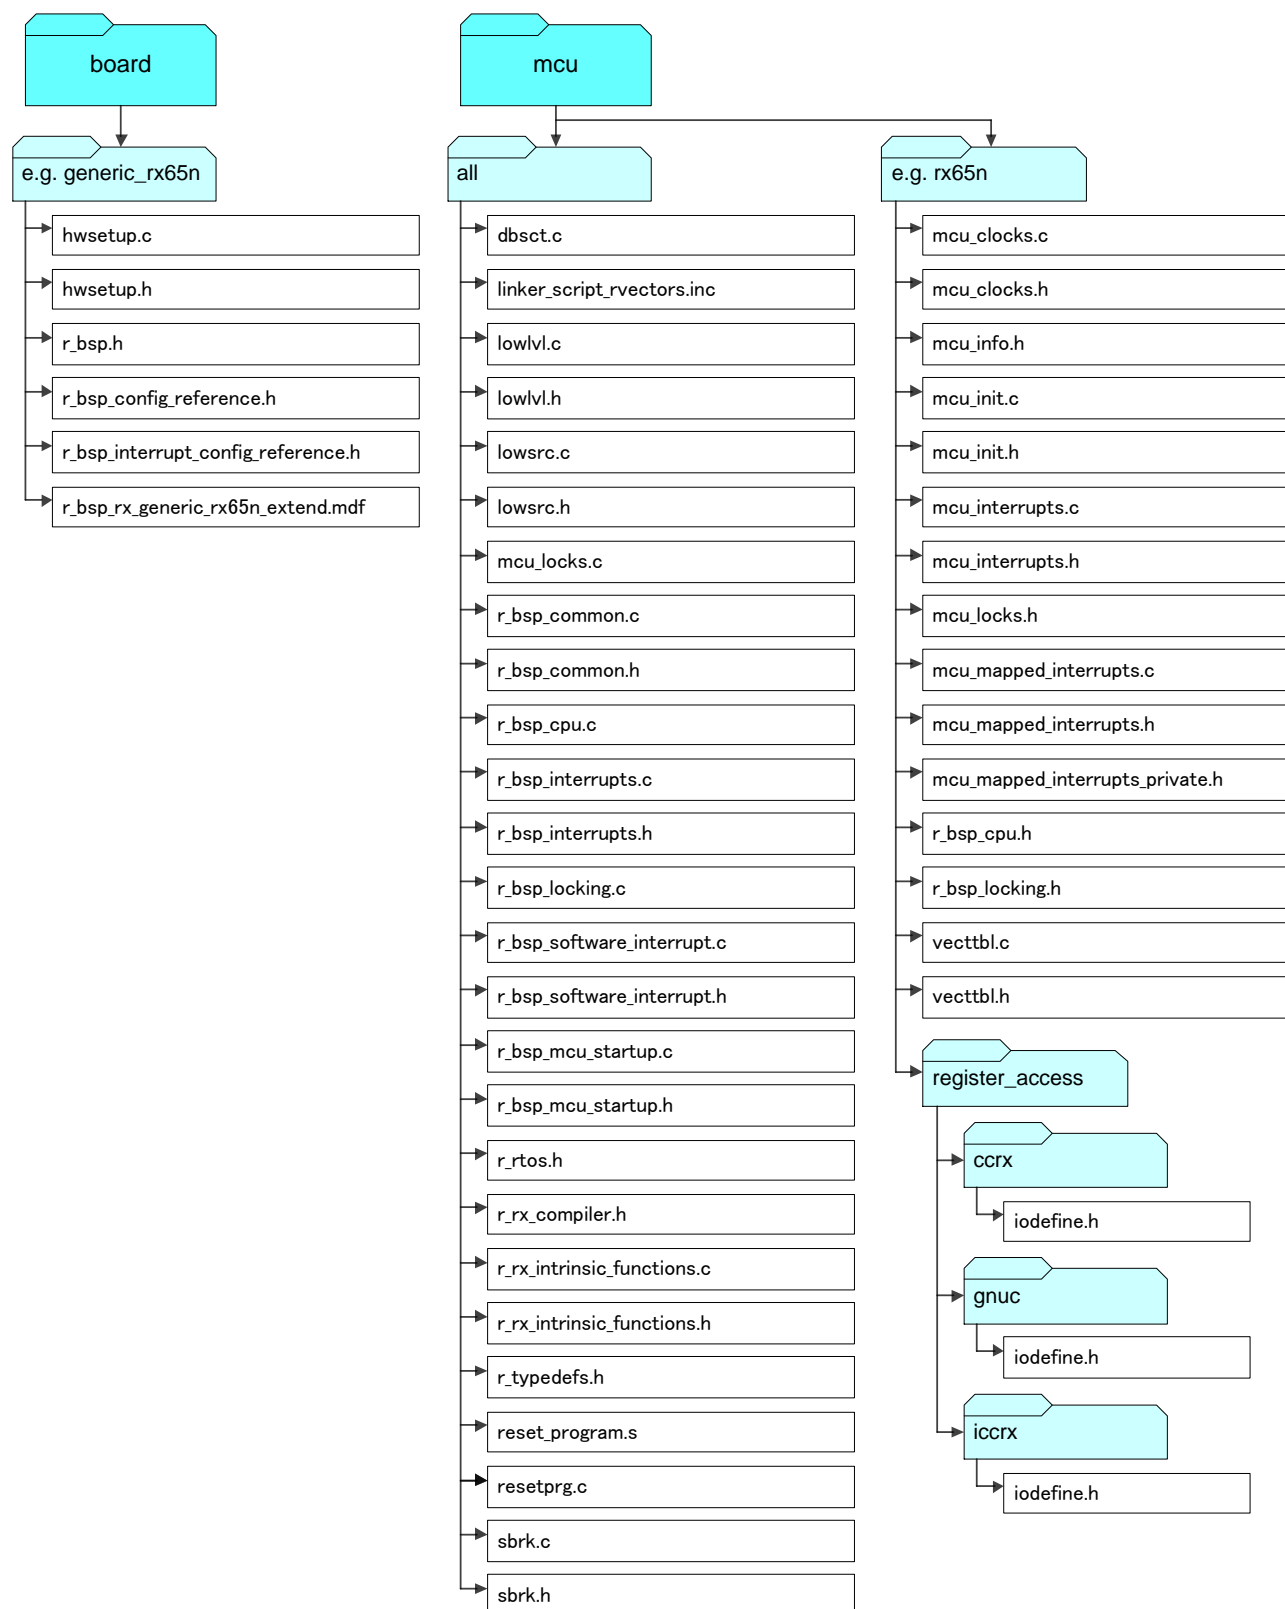 board
e.g. generic_rx65n
hwsetup.c
hwsetup.h
r_bsp.h
r_bsp_config_reference.h
r_bsp_interrupt_config_reference.h
r_bsp_rx_generic_rx65n_extend.mdf
mcu
all
dbsct.c
linker_script_rvectors.inc
lowlvl.c
lowlvl.h
lowsrc.c
lowsrc.h
mcu_locks.c
r_bsp_common.c
r_bsp_common.h
r_bsp_cpu.c
r_bsp_interrupts.c
r_bsp_interrupts.h
r_bsp_locking.c
r_bsp_software_interrupt.c
r_bsp_software_interrupt.h
r_bsp_mcu_startup.c
r_bsp_mcu_startup.h
r_rtos.h
r_rx_compiler.h
r_rx_intrinsic_functions.c
r_rx_intrinsic_functions.h
r_typedefs.h
reset_program.s
resetprg.c
sbrk.c
sbrk.h
e.g. rx65n
mcu_clocks.c
mcu_clocks.h
mcu_info.h
mcu_init.c
mcu_init.h
mcu_interrupts.c
mcu_interrupts.h
mcu_locks.h
mcu_mapped_interrupts.c
mcu_mapped_interrupts.h
mcu_mapped_interrupts_private.h
r_bsp_cpu.h
r_bsp_locking.h
vecttbl.c
vecttbl.h
register_access
ccrx
iodefine.h
gnuc
iodefine.h
iccrx
iodefine.h